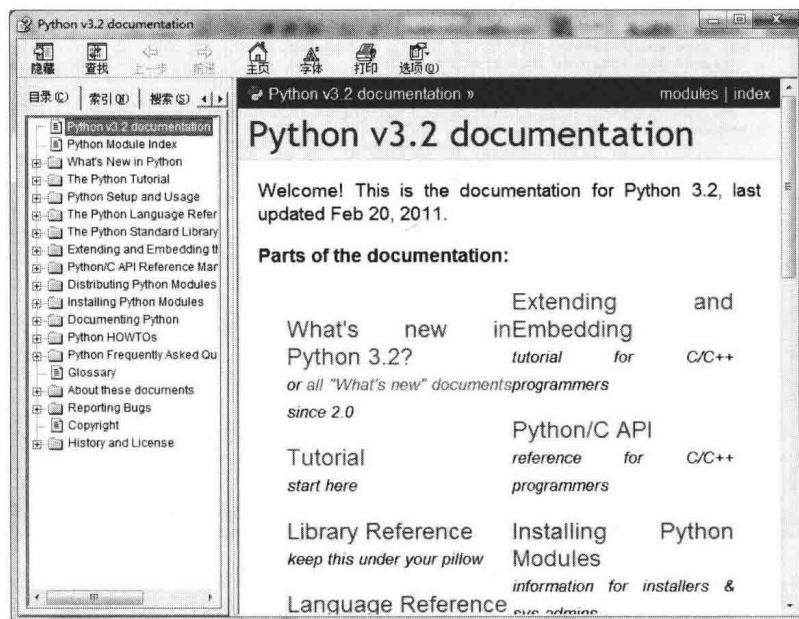 Python v3.2 documentation
隐藏 查找 上一步 前进 主页 字体 打印 选项(O)
目录(C) 索引(N) 搜索(S)
Python v3.2 documentation
Python Module Index
What's New in Python
The Python Tutorial
Python Setup and Usage
The Python Language Refer
The Python Standard Library
Extending and Embedding th
Python/C API Reference Man
Distributing Python Modules
Installing Python Modules
Documenting Python
Python HOWTOs
Python Frequently Asked Qu
Glossary
About these documents
Reporting Bugs
Copyright
History and License
Python v3.2 documentation » modules | index
Python v3.2 documentation
Welcome! This is the documentation for Python 3.2, last
updated Feb 20, 2011.
Parts of the documentation:
What's new in
Python 3.2?
or all "What's new" documents
since 2.0
Tutorial
start here
Library Reference
keep this under your pillow
Language Reference
Extending and
Embedding
tutorial for C/C++
programmers
Python/C API
reference for C/C++
programmers
Installing Python
Modules
information for installers &
sys-admins